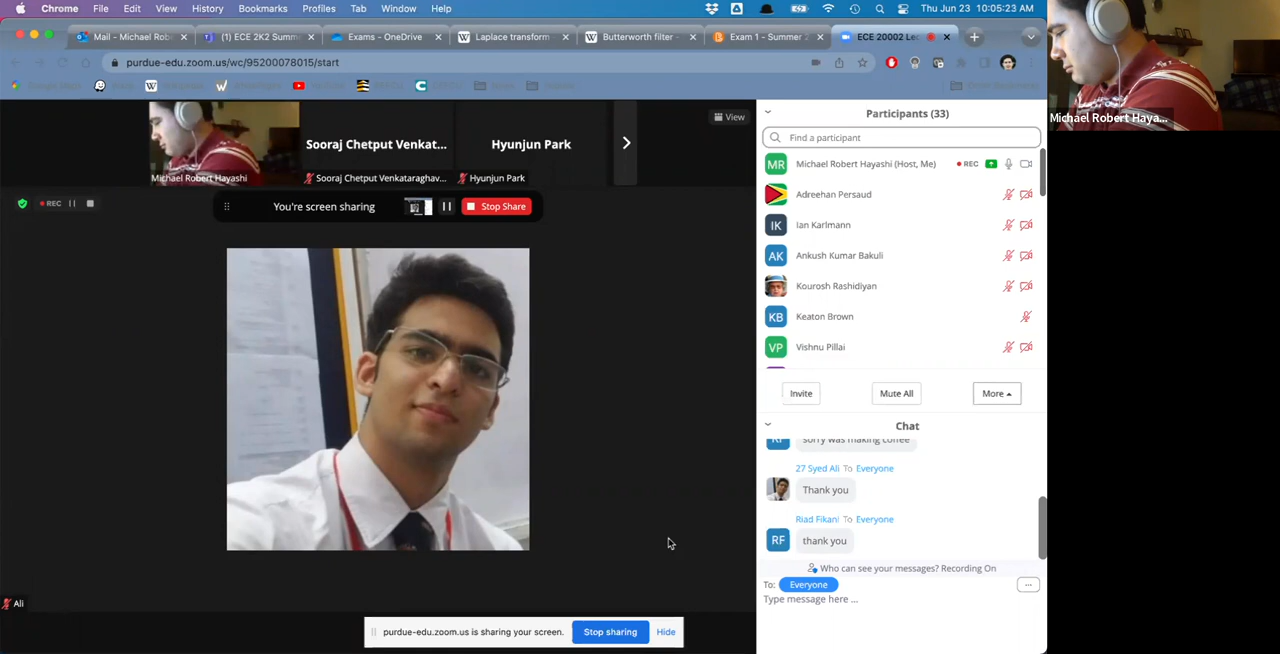 Chrome File Edit View History Bookmarks Profiles Tab Window Help Thu Jun 23 10:05:23 AM
Mail - Michael Rob (1) ECE 2K2 Summ Exams - OneDrive Laplace transform - Butterworth filter - Exam 1 - Summer 2 ECE 20002 Lec
purdue-edu.zoom.us/wc/95200078015/start
View
Sooraj Chetput Venkat... Hyunjun Park
Michael Robert Hayashi Sooraj Chetput Venkataraghav... Hyunjun Park
REC
You're screen sharing Stop Share
Ali
purdue-edu.zoom.us is sharing your screen. Stop sharing Hide
Participants (33)
Find a participant
MR Michael Robert Hayashi (Host, Me) REC
Adreehan Persaud
IK Ian Karlmann
AK Ankush Kumar Bakuli
Kourosh Rashidiyan
KB Keaton Brown
VP Vishnu Pillai
Invite Mute All More
Chat
RF sorry was making coffee
27 Syed Ali To Everyone
Thank you
Riad Fikani To Everyone
RF thank you
Who can see your messages? Recording On
To: Everyone ...
Type message here ...
Michael Robert Haya...